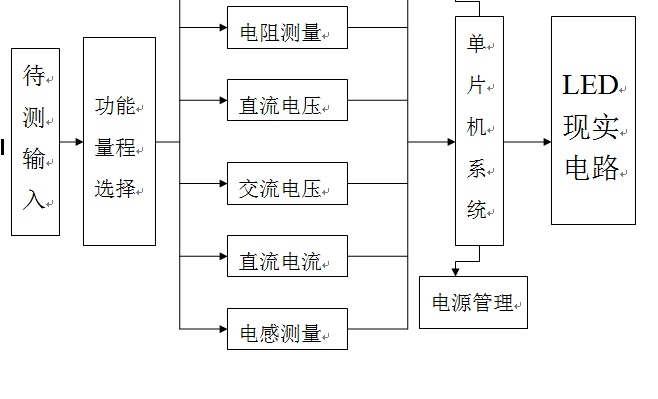 待
测
输
入
功能
量程
选择
电阻测量
直流电压
交流电压
直流电流
电感测量
单
片
机
系
统
电源管理
LED
现实
电路